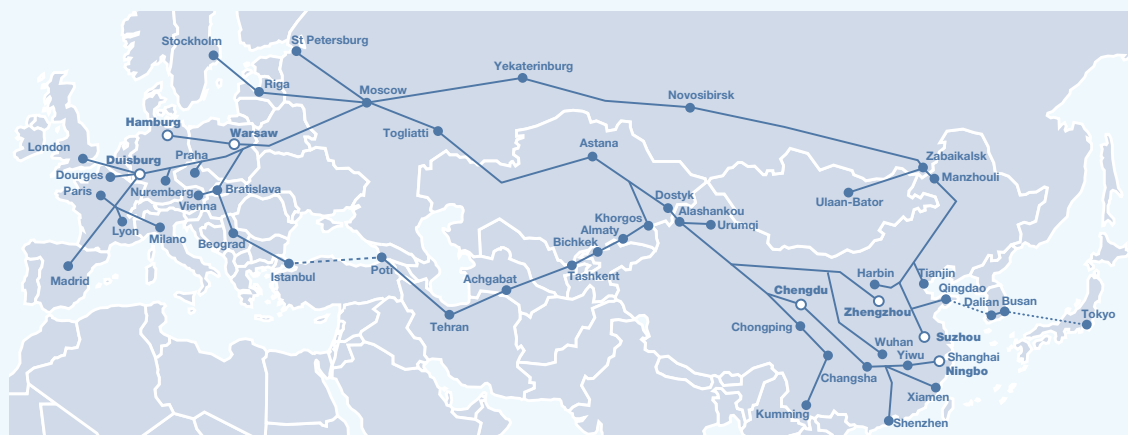 Stockholm
St Petersburg
Yekaterinburg
Riga
Moscow
Novosibirsk
Hamburg
Warsaw
Togliatti
London
Duisburg
Praha
Astana
Zabaikalsk
Dourges
Manzhouli
Paris
Nuremberg
Bratislava
Vienna
Dostyk
Ulaan-Bator
Khorgos
Alashankou
Lyon
Milano
Almaty
Urumqi
Beograd
Bichkek
Madrid
Istanbul
Poti
Achgabat
Tashkent
Harbin
Tianjin
Chengdu
Qingdao
Zhengzhou
Dalian
Busan
Tehran
Chongping
Tokyo
Suzhou
Wuhan
Yiwu
Shanghai
Changsha
Ningbo
Xiamen
Kumming
Shenzhen